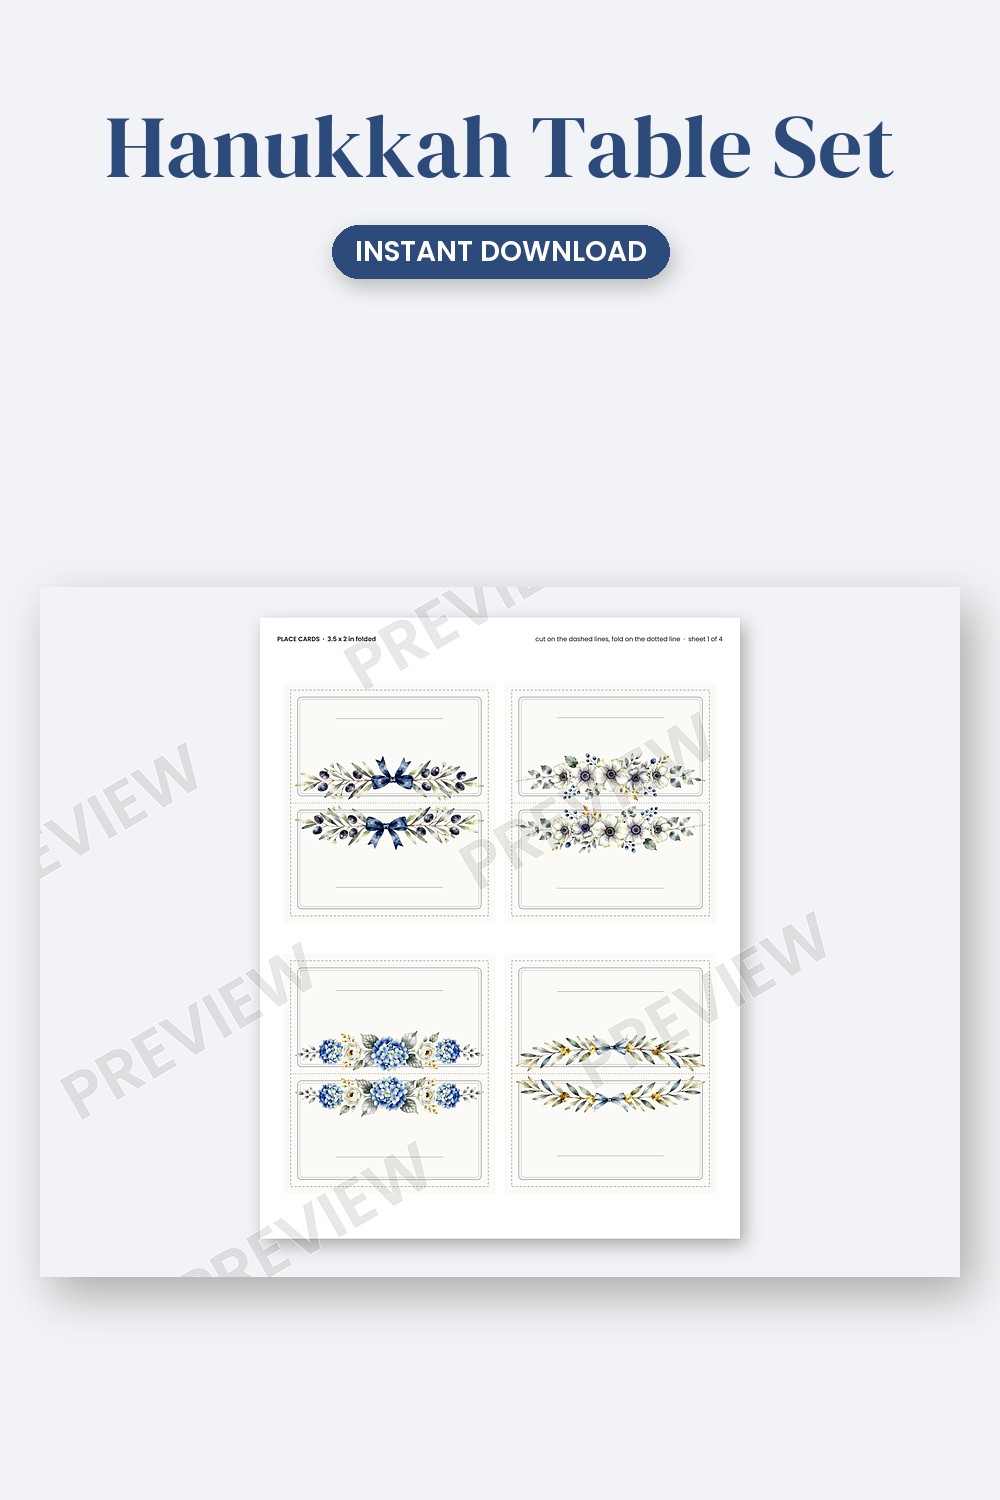 Hanukkah Table Set
INSTANT DOWNLOAD
PREVIEW
PLACE CARDS · 3.5 x 2 in folded
cut on the dashed lines, fold on the dotted line · sheet 1 of 4
PREVIEW
PREVIEW
PREVIEW
PREVIEW
PREVIEW